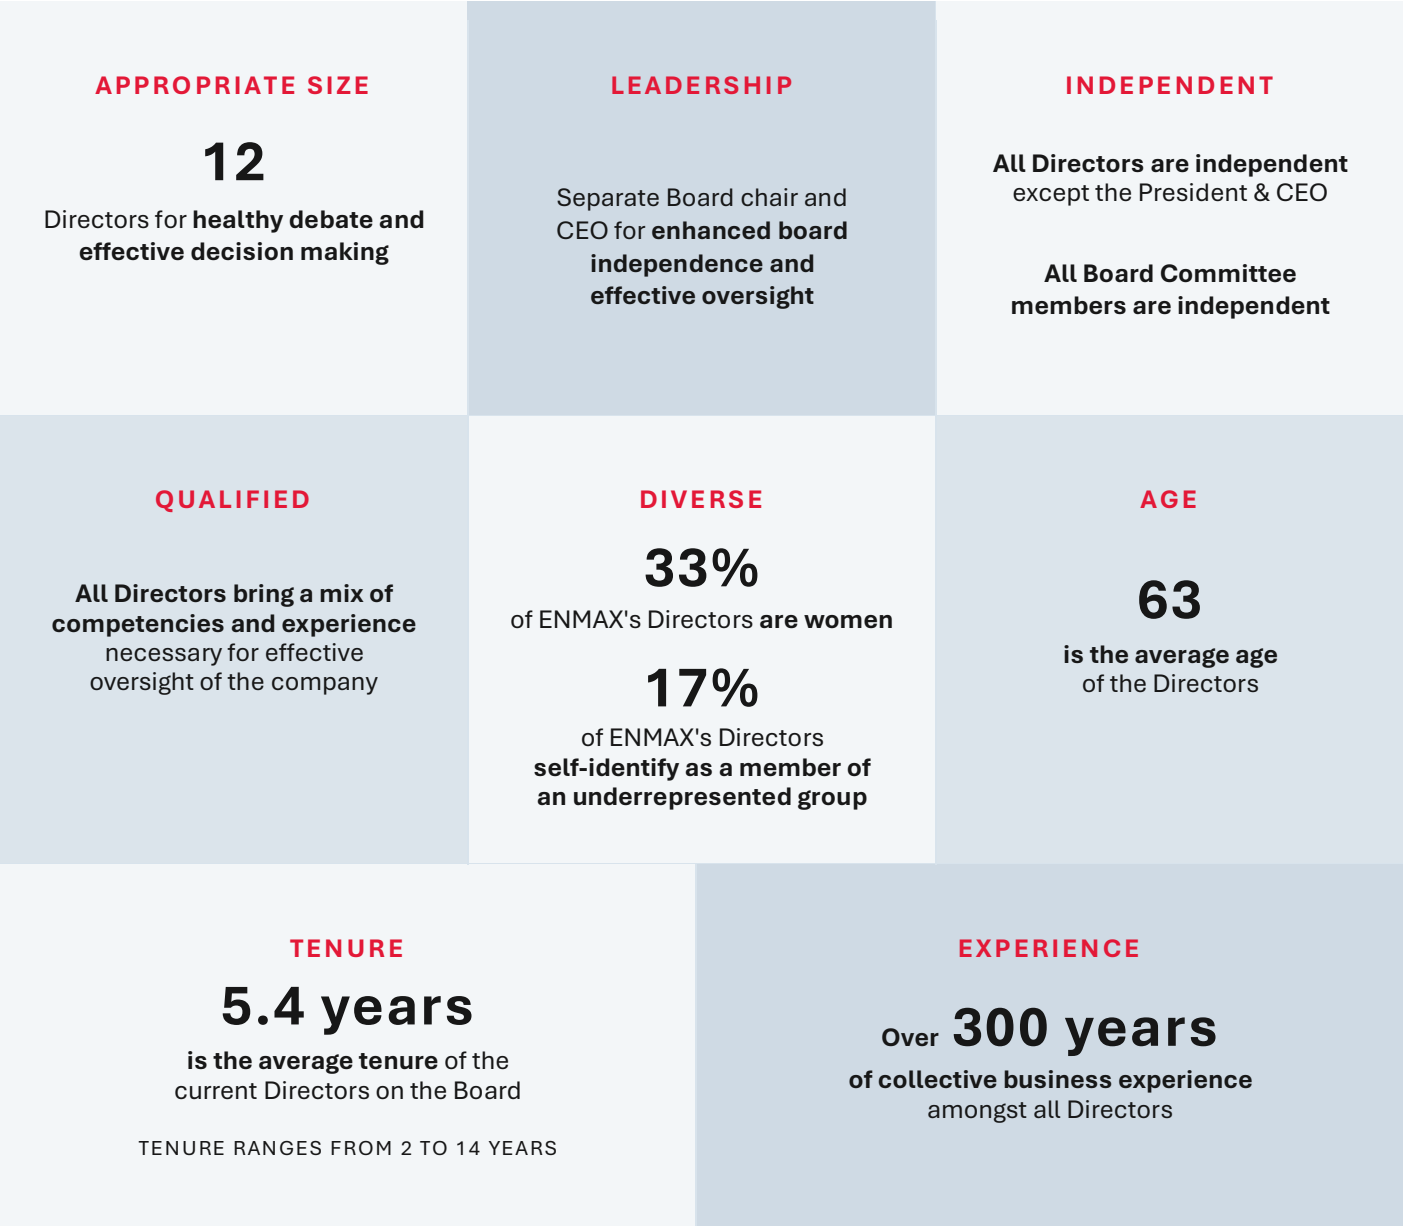 APPROPRIATE SIZE
12
Directors for healthy debate and
effective decision making
LEADERSHIP
Separate Board chair and
CEO for enhanced board
independence and
effective oversight
INDEPENDENT
All Directors are independent
except the President & CEO
All Board Committee
members are independent
QUALIFIED
All Directors bring a mix of
competencies and experience
necessary for effective
oversight of the company
DIVERSE
33%
of ENMAX's Directors are women
17%
of ENMAX's Directors
self-identify as a member of
an underrepresented group
AGE
63
is the average age
of the Directors
TENURE
5.4 years
is the average tenure of the
current Directors on the Board
TENURE RANGES FROM 2 TO 14 YEARS
EXPERIENCE
Over 300 years
of collective business experience
amongst all Directors